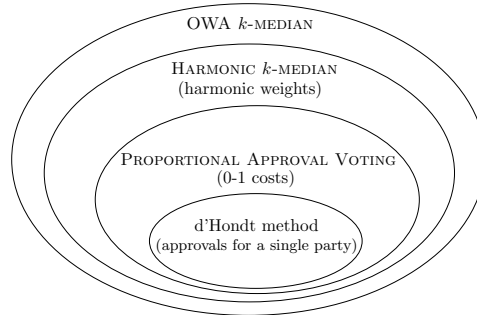 OWA k-MEDIAN
HARMONIC k-MEDIAN
(harmonic weights)
PROPORTIONAL APPROVAL VOTING
(0-1 costs)
d'Hondt method
(approvals for a single party)